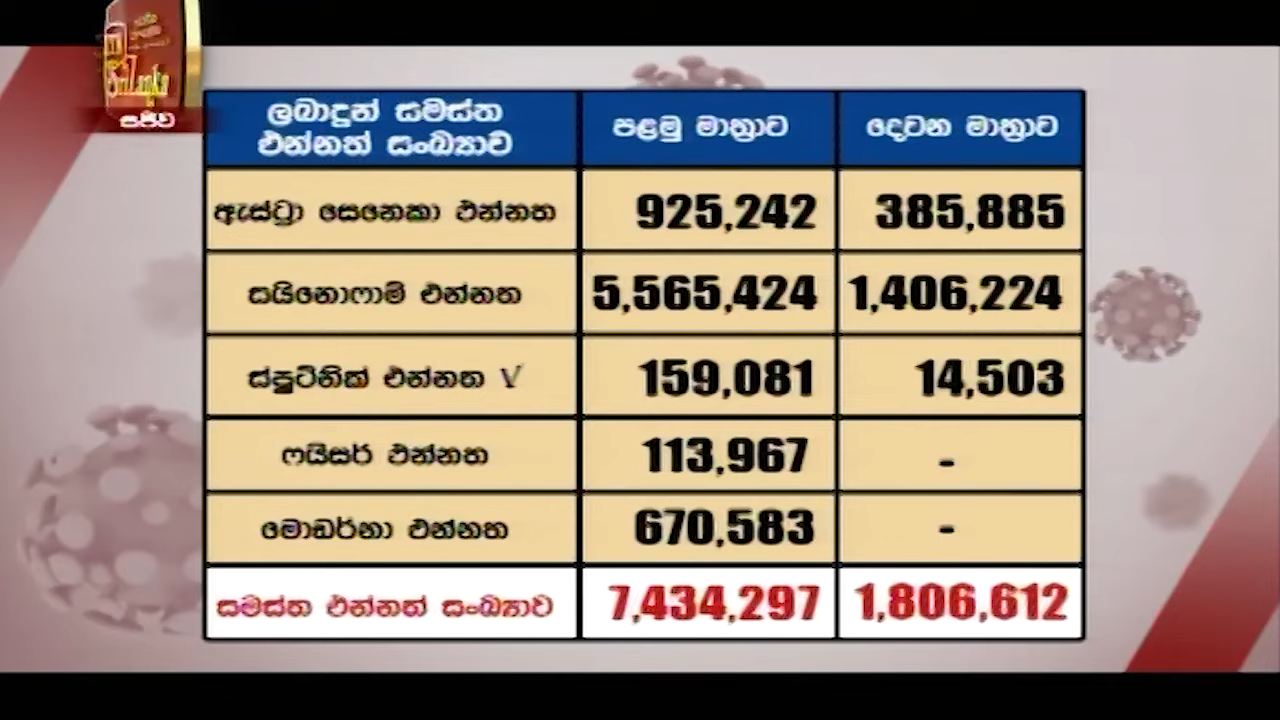 SriLanka
සජීව
ලබාදුන් සමස්ත
එන්නත් සංඛ්‍යාව
පළමු මාත්‍රාව
දෙවන මාත්‍රාව
ඇස්ට්‍රා සෙනෙකා එන්නත
925,242
385,885
සයිනොෆාම් එන්නත
5,565,424
1,406,224
ස්පුට්නික් එන්නත V
159,081
14,503
ෆයිසර් එන්නත
113,967
-
මොඩර්නා එන්නත
670,583
-
සමස්ත එන්නත් සංඛ්‍යාව
7,434,297
1,806,612